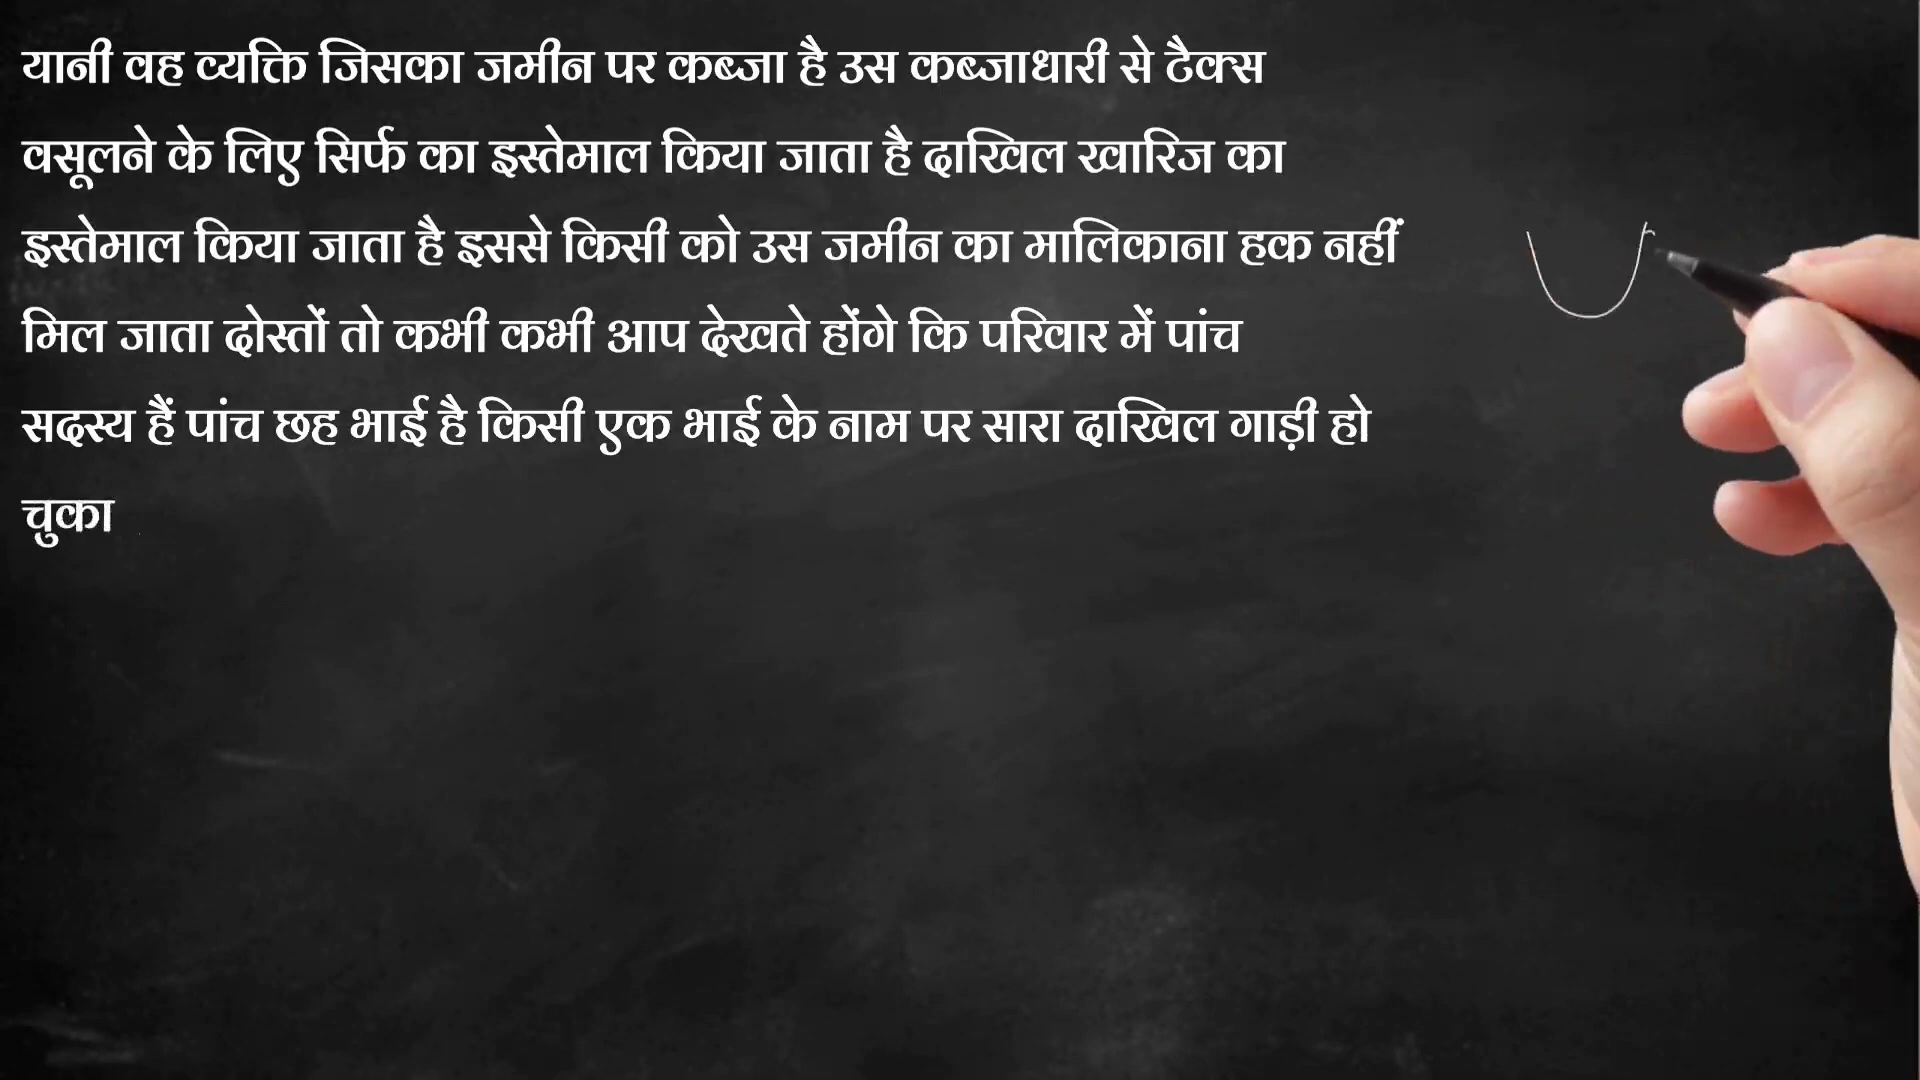 यानी वह व्यक्ति जिसका जमीन पर कब्जा है उस कब्जाधारी से टैक्स
वसूलने के लिए सिर्फ का इस्तेमाल किया जाता है दाखिल खारिज का
इस्तेमाल किया जाता है इससे किसी को उस जमीन का मालिकाना हक नहीं
मिल जाता दोस्तों तो कभी कभी आप देखते होंगे कि परिवार में पांच
सदस्य हैं पांच छह भाई है किसी एक भाई के नाम पर सारा दाखिल गाड़ी हो
चुका